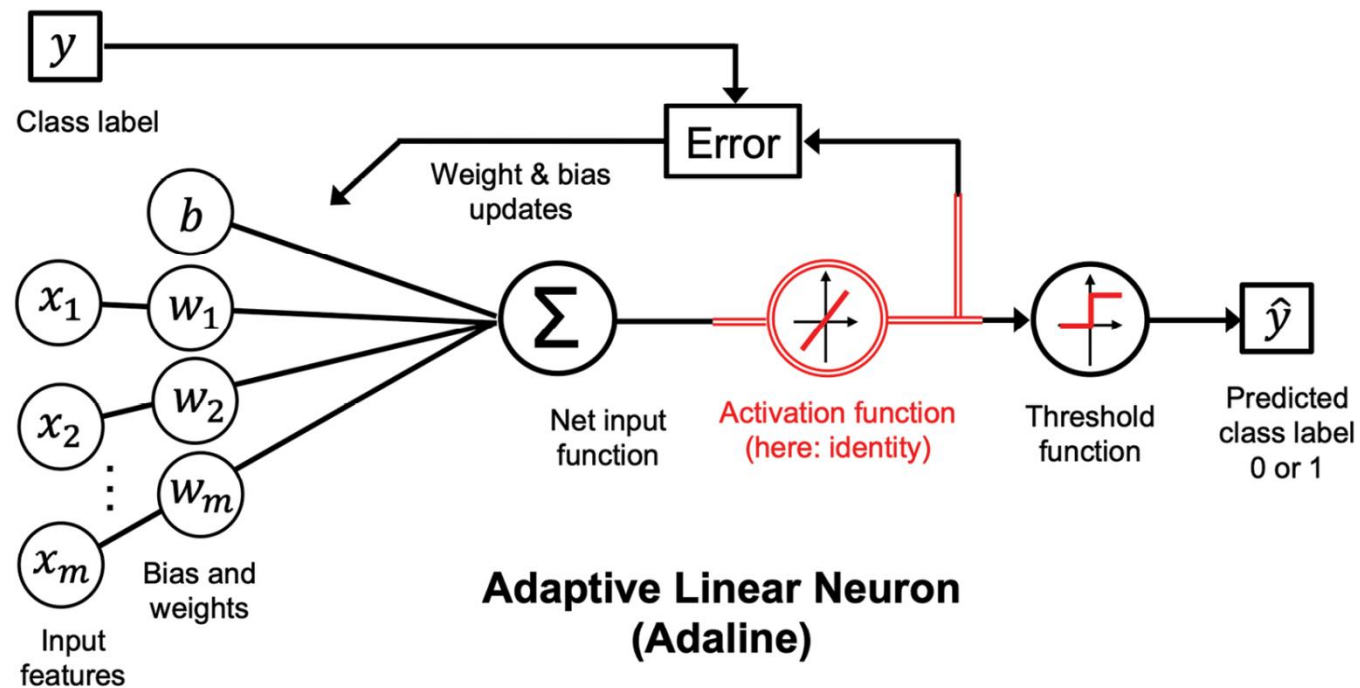 y
Class label
Error
Weight & bias
updates
b
x₁
w₁
x₂
w₂
⋮
xₘ
wₘ
Input
features
Bias and
weights
Σ
Net input
function
Activation function
(here: identity)
Threshold
function
ŷ
Predicted
class label
0 or 1
Adaptive Linear Neuron
(Adaline)